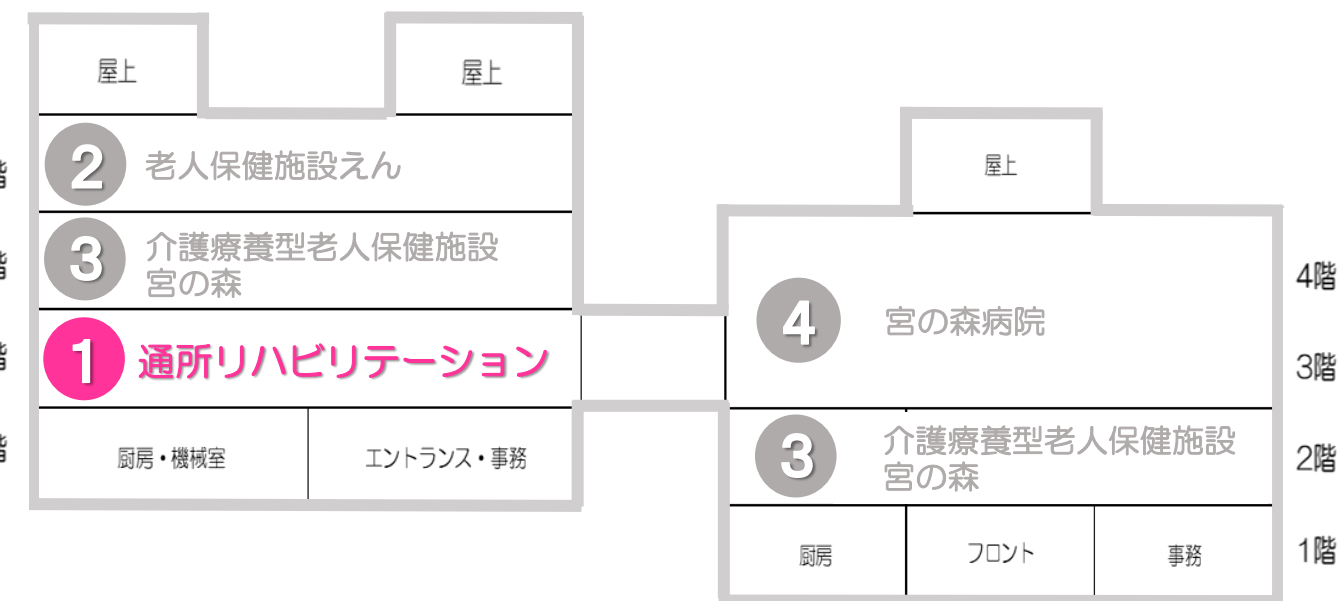 屋上
屋上
2 老人保健施設えん
階
3 介護療養型老人保健施設
宮の森
階
1 通所リハビリテーション
階
厨房・機械室
エントランス・事務
階
屋上
4 宮の森病院
4階
3階
3 介護療養型老人保健施設
宮の森
2階
厨房
フロント
事務
1階